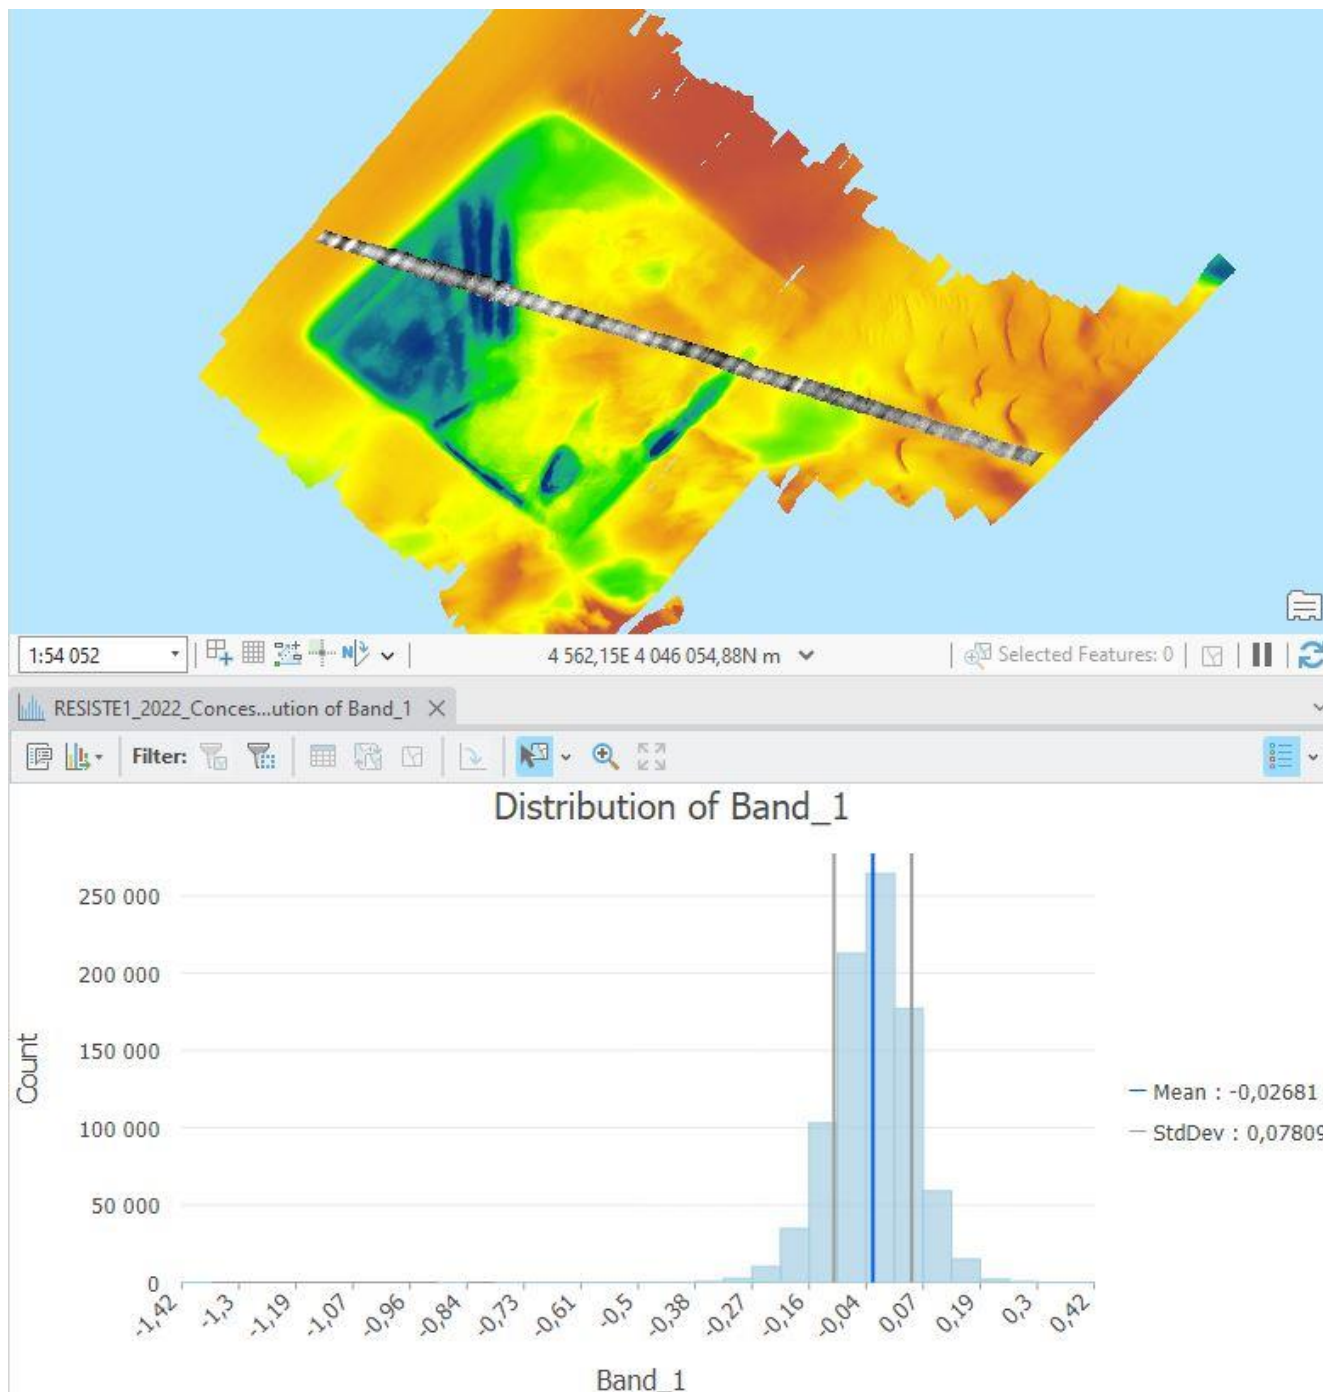 1:54 052
4 562,15E 4 046 054,88N m
Selected Features: 0
RESISTE1_2022_Conces...ution of Band_1
Filter:
Distribution of Band_1
250 000
200 000
150 000
100 000
50 000
0
Count
-1,42
-1,3
-1,19
-1,07
-0,96
-0,84
-0,73
-0,61
-0,5
-0,38
-0,27
-0,16
-0,04
0,07
0,19
0,3
0,42
Band_1
Mean : -0,02681
StdDev : 0,07809